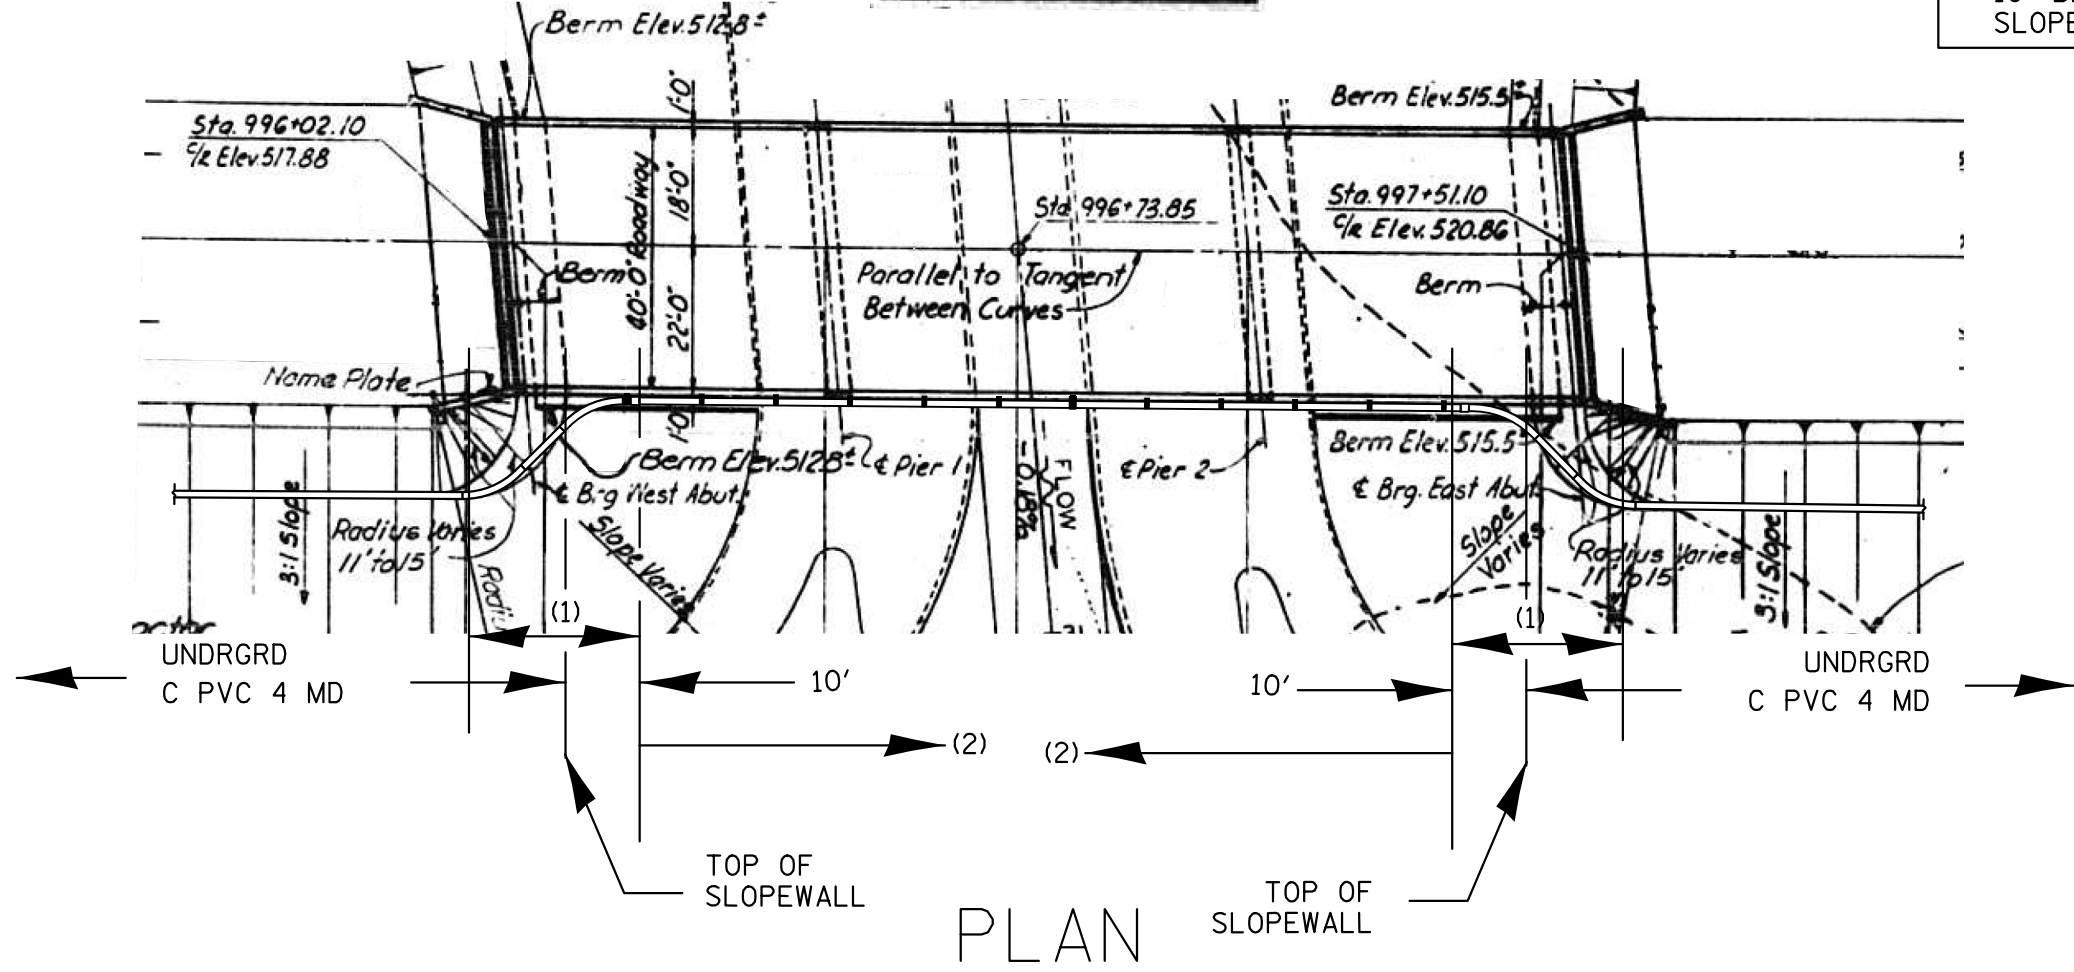 SLOPE
Berm Elev. 512.8±
1'-0"
Berm Elev. 515.5±
Sta. 996+02.10
C/L Elev. 517.88
40'-0" Roadway
18'-0"
22'-0"
Sta. 996+73.85
Sta. 997+51.10
C/L Elev. 520.86
Berm
Parallel to Tangent
Between Curves
Berm
Name Plate
1'-0"
Berm Elev. 512.8±
℄ Pier 1
℄ Pier 2
Berm Elev. 515.5
℄ Brg West Abut.
℄ Brg. East Abut.
FLOW
3:1 Slope
Radius Varies
11' to 15'
Slope Varies
Slope
Varies
Radius Varies
11' to 15'
3:1 Slope
(1)
(1)
UNDRGRD
C PVC 4 MD
10'
10'
UNDRGRD
C PVC 4 MD
(2)
(2)
TOP OF
SLOPEWALL
TOP OF
SLOPEWALL
PLAN